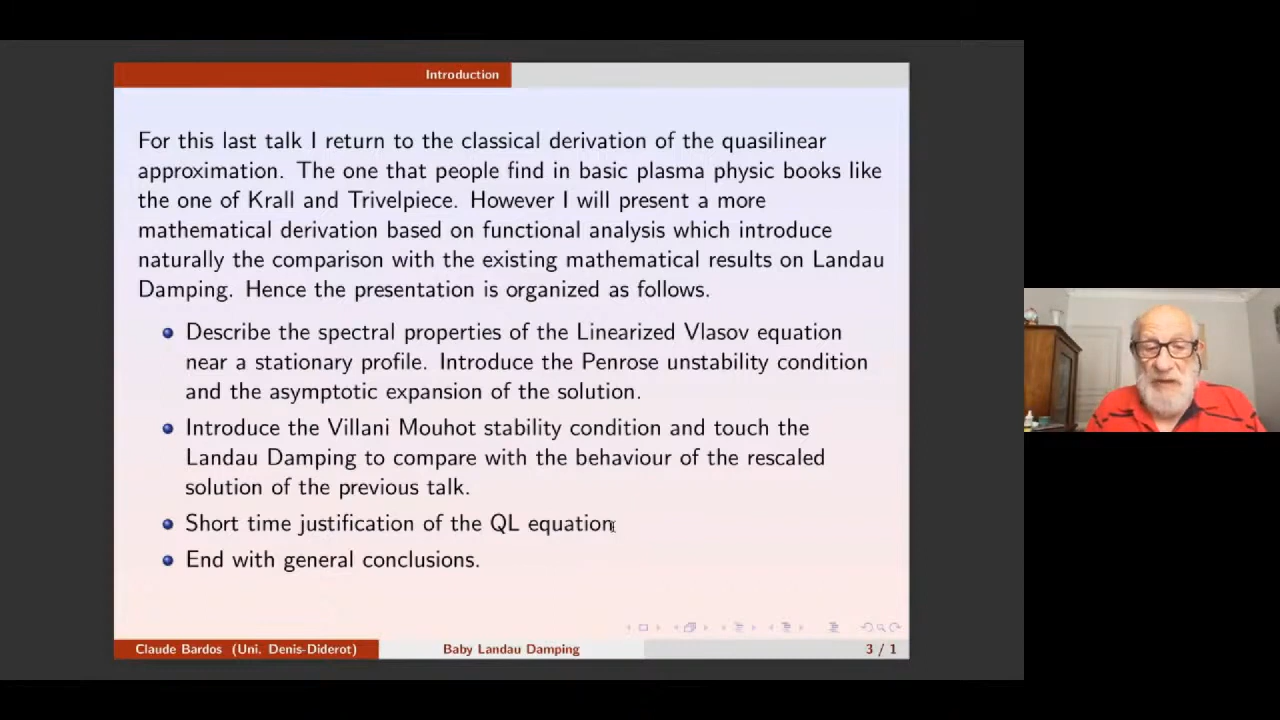 Introduction
For this last talk I return to the classical derivation of the quasilinear
approximation. The one that people find in basic plasma physic books like
the one of Krall and Trivelpiece. However I will present a more
mathematical derivation based on functional analysis which introduce
naturally the comparison with the existing mathematical results on Landau
Damping. Hence the presentation is organized as follows.
Describe the spectral properties of the Linearized Vlasov equation
near a stationary profile. Introduce the Penrose unstability condition
and the asymptotic expansion of the solution.
Introduce the Villani Mouhot stability condition and touch the
Landau Damping to compare with the behaviour of the rescaled
solution of the previous talk.
Short time justification of the QL equation
End with general conclusions.
Claude Bardos (Uni. Denis-Diderot)
Baby Landau Damping
3 / 1